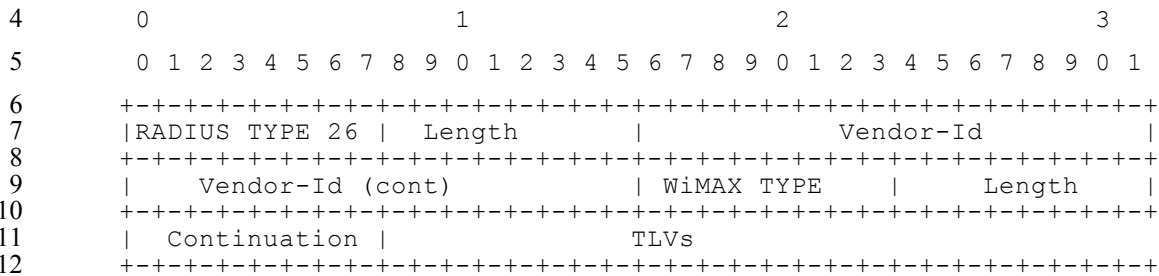 4 0 1 2 3
5 0 1 2 3 4 5 6 7 8 9 0 1 2 3 4 5 6 7 8 9 0 1 2 3 4 5 6 7 8 9 0 1
6 +-+-+-+-+-+-+-+-+-+-+-+-+-+-+-+-+-+-+-+-+-+-+-+-+-+-+-+-+-+-+-+-+
7 |RADIUS TYPE 26 | Length | Vendor-Id |
8 +-+-+-+-+-+-+-+-+-+-+-+-+-+-+-+-+-+-+-+-+-+-+-+-+-+-+-+-+-+-+-+-+
9 | Vendor-Id (cont) | WiMAX TYPE | Length |
10 +-+-+-+-+-+-+-+-+-+-+-+-+-+-+-+-+-+-+-+-+-+-+-+-+-+-+-+-+-+-+-+-+
11 | Continuation | TLVs
12 +-+-+-+-+-+-+-+-+-+-+-+-+-+-+-+-+-+-+-+-+-+-+-+-+-+-+-+-+-+-+-+-+